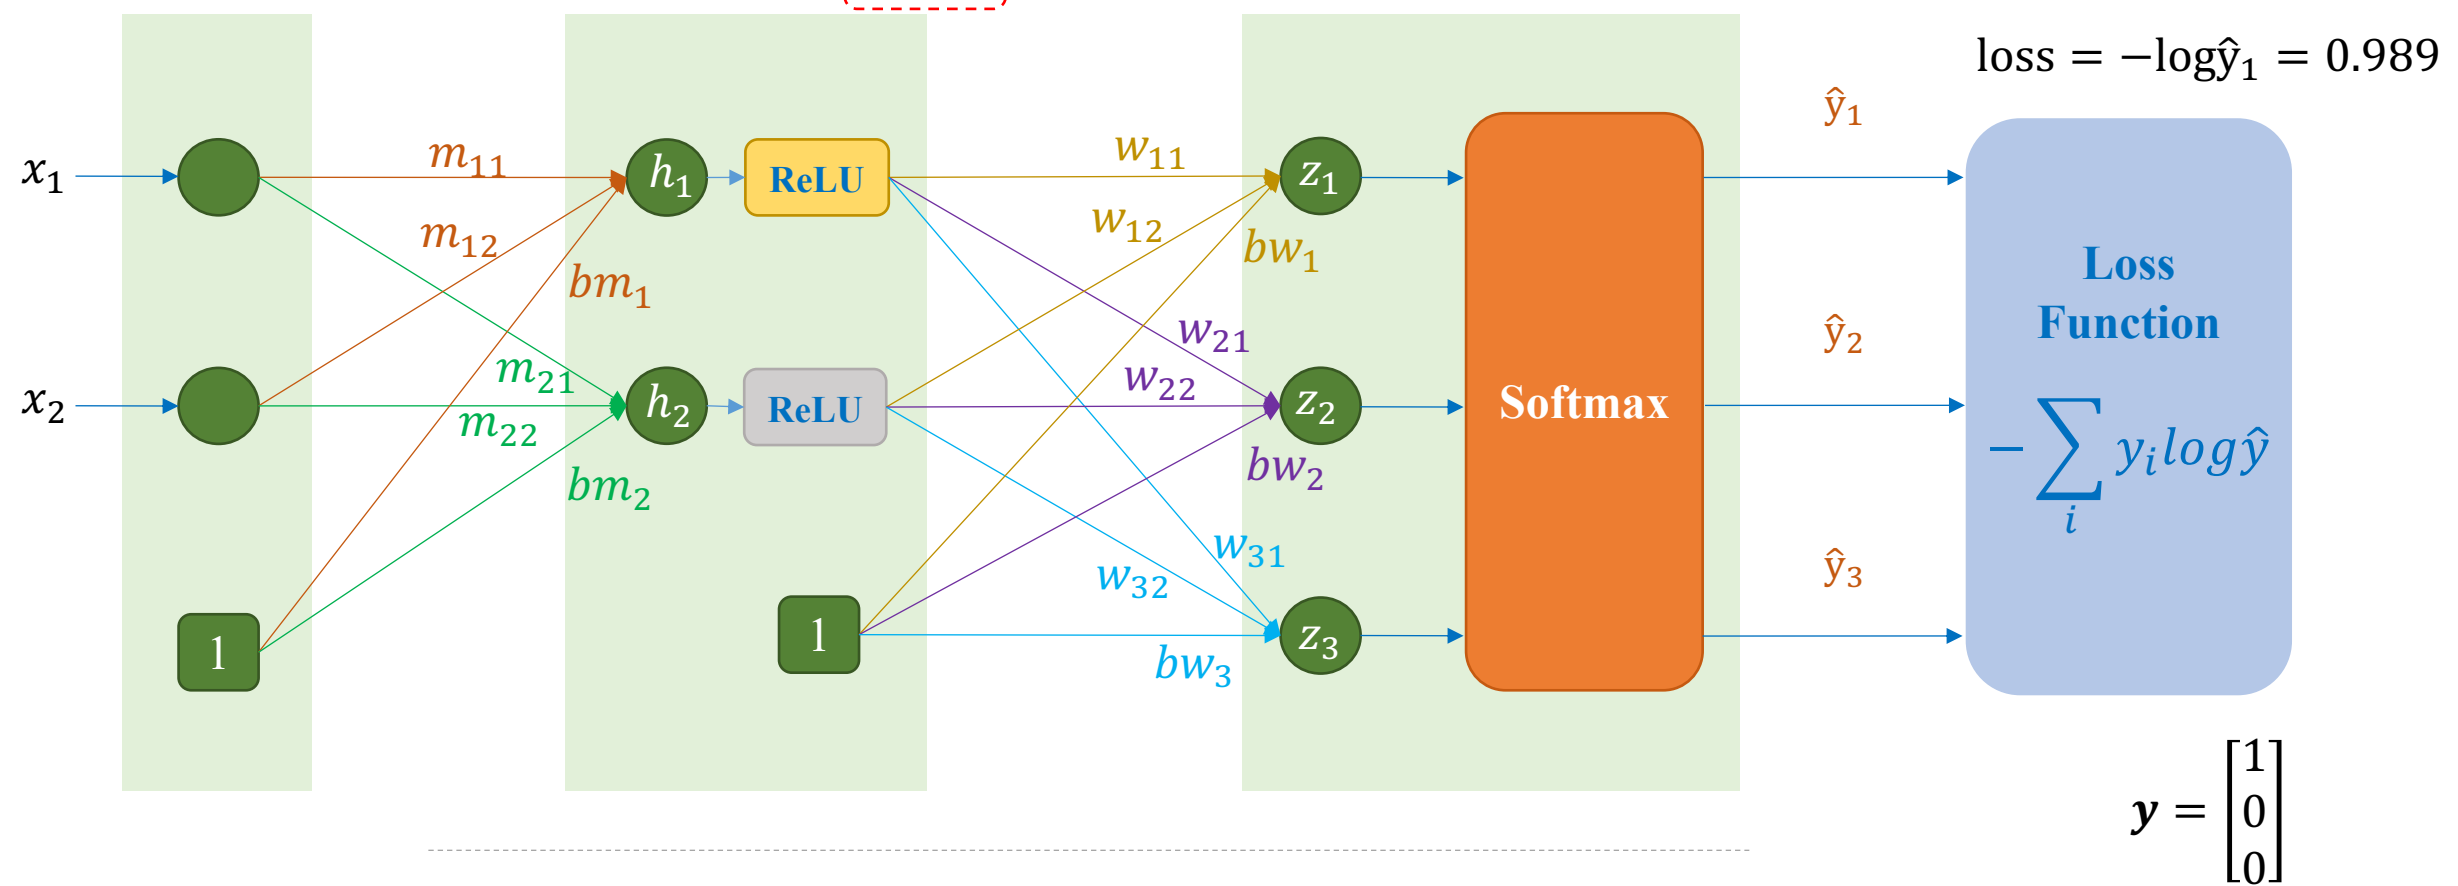 loss = −logŷ₁ = 0.989
ŷ₁
x₁
m₁₁
h₁
ReLU
w₁₁
z₁
m₁₂
w₁₂
bw₁
bm₁
Loss
Function
ŷ₂
m₂₁
w₂₁
x₂
m₂₂
h₂
ReLU
w₂₂
z₂
Softmax
−∑ᵢ yᵢlogŷ
bm₂
bw₂
w₃₁
w₃₂
ŷ₃
1
1
z₃
bw₃
y = [1
0
0]